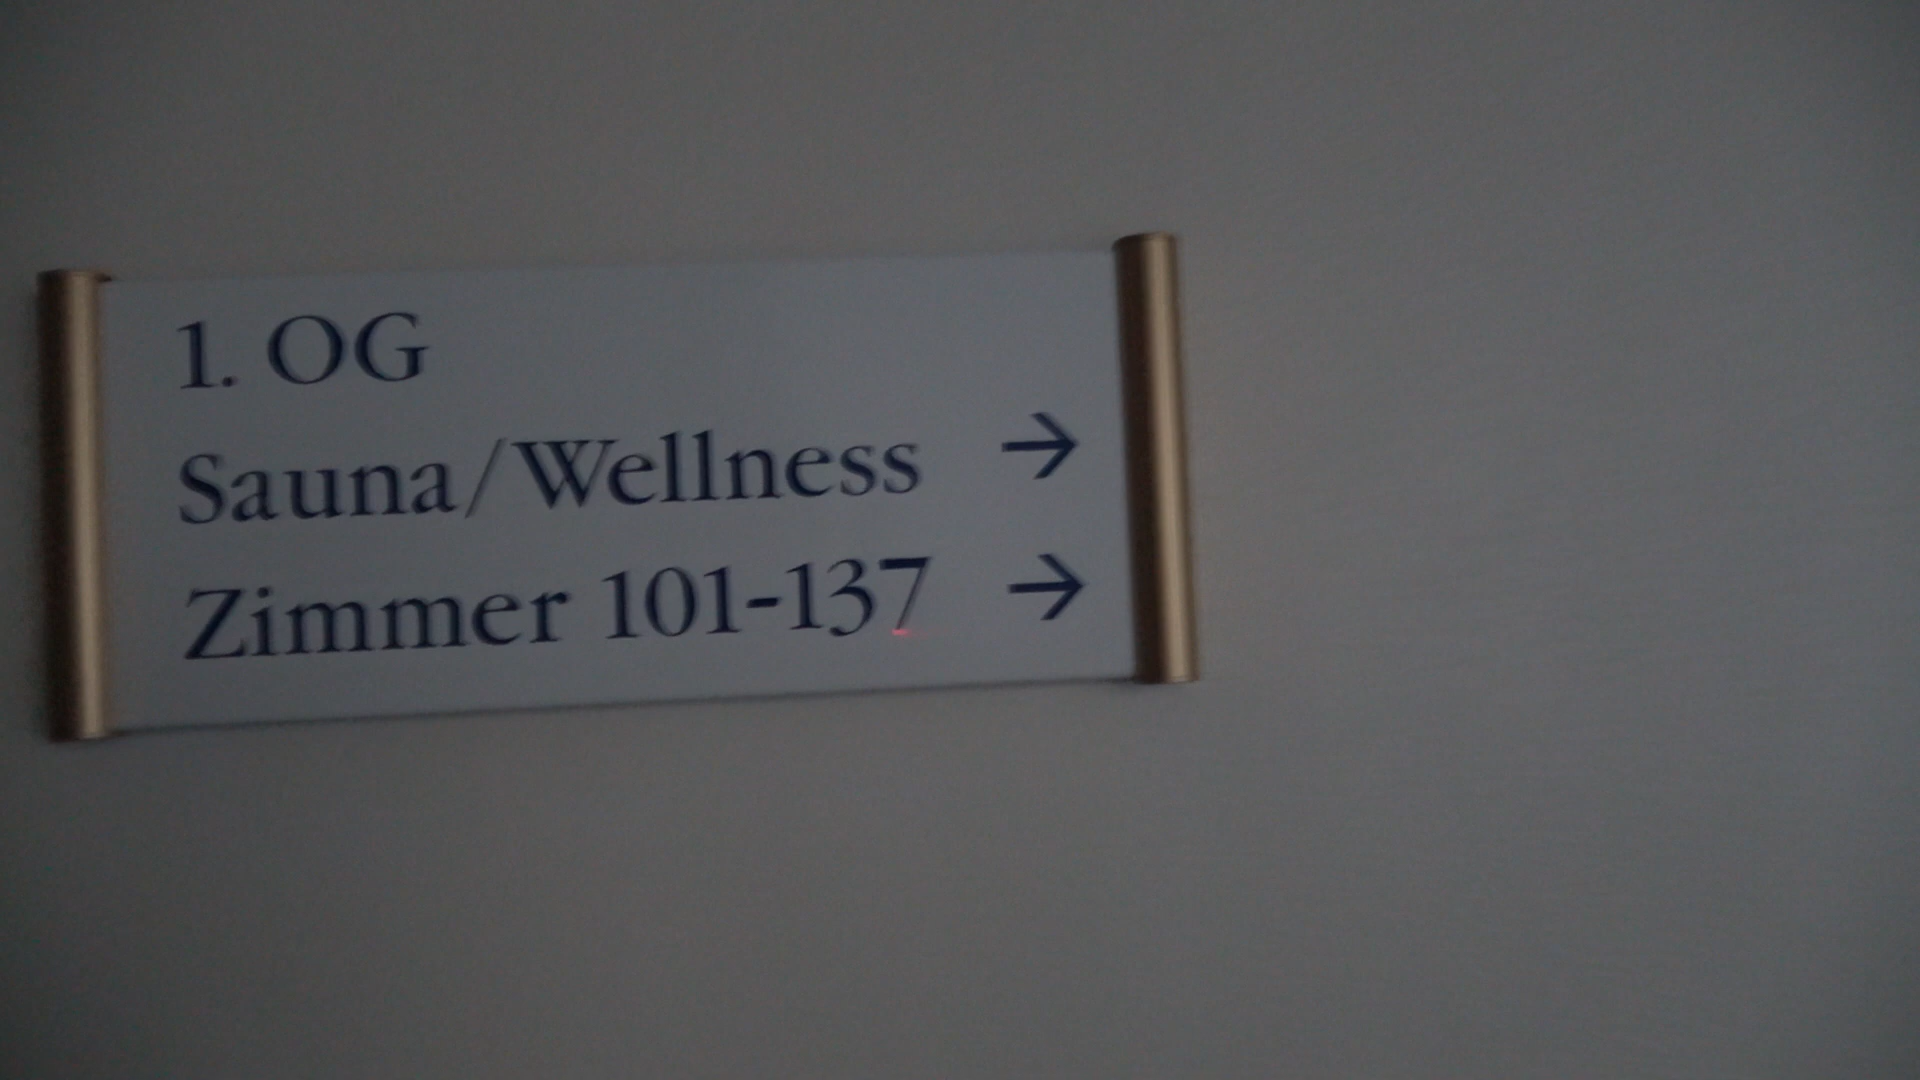 1. OG
Sauna/Wellness →
Zimmer 101-137 →